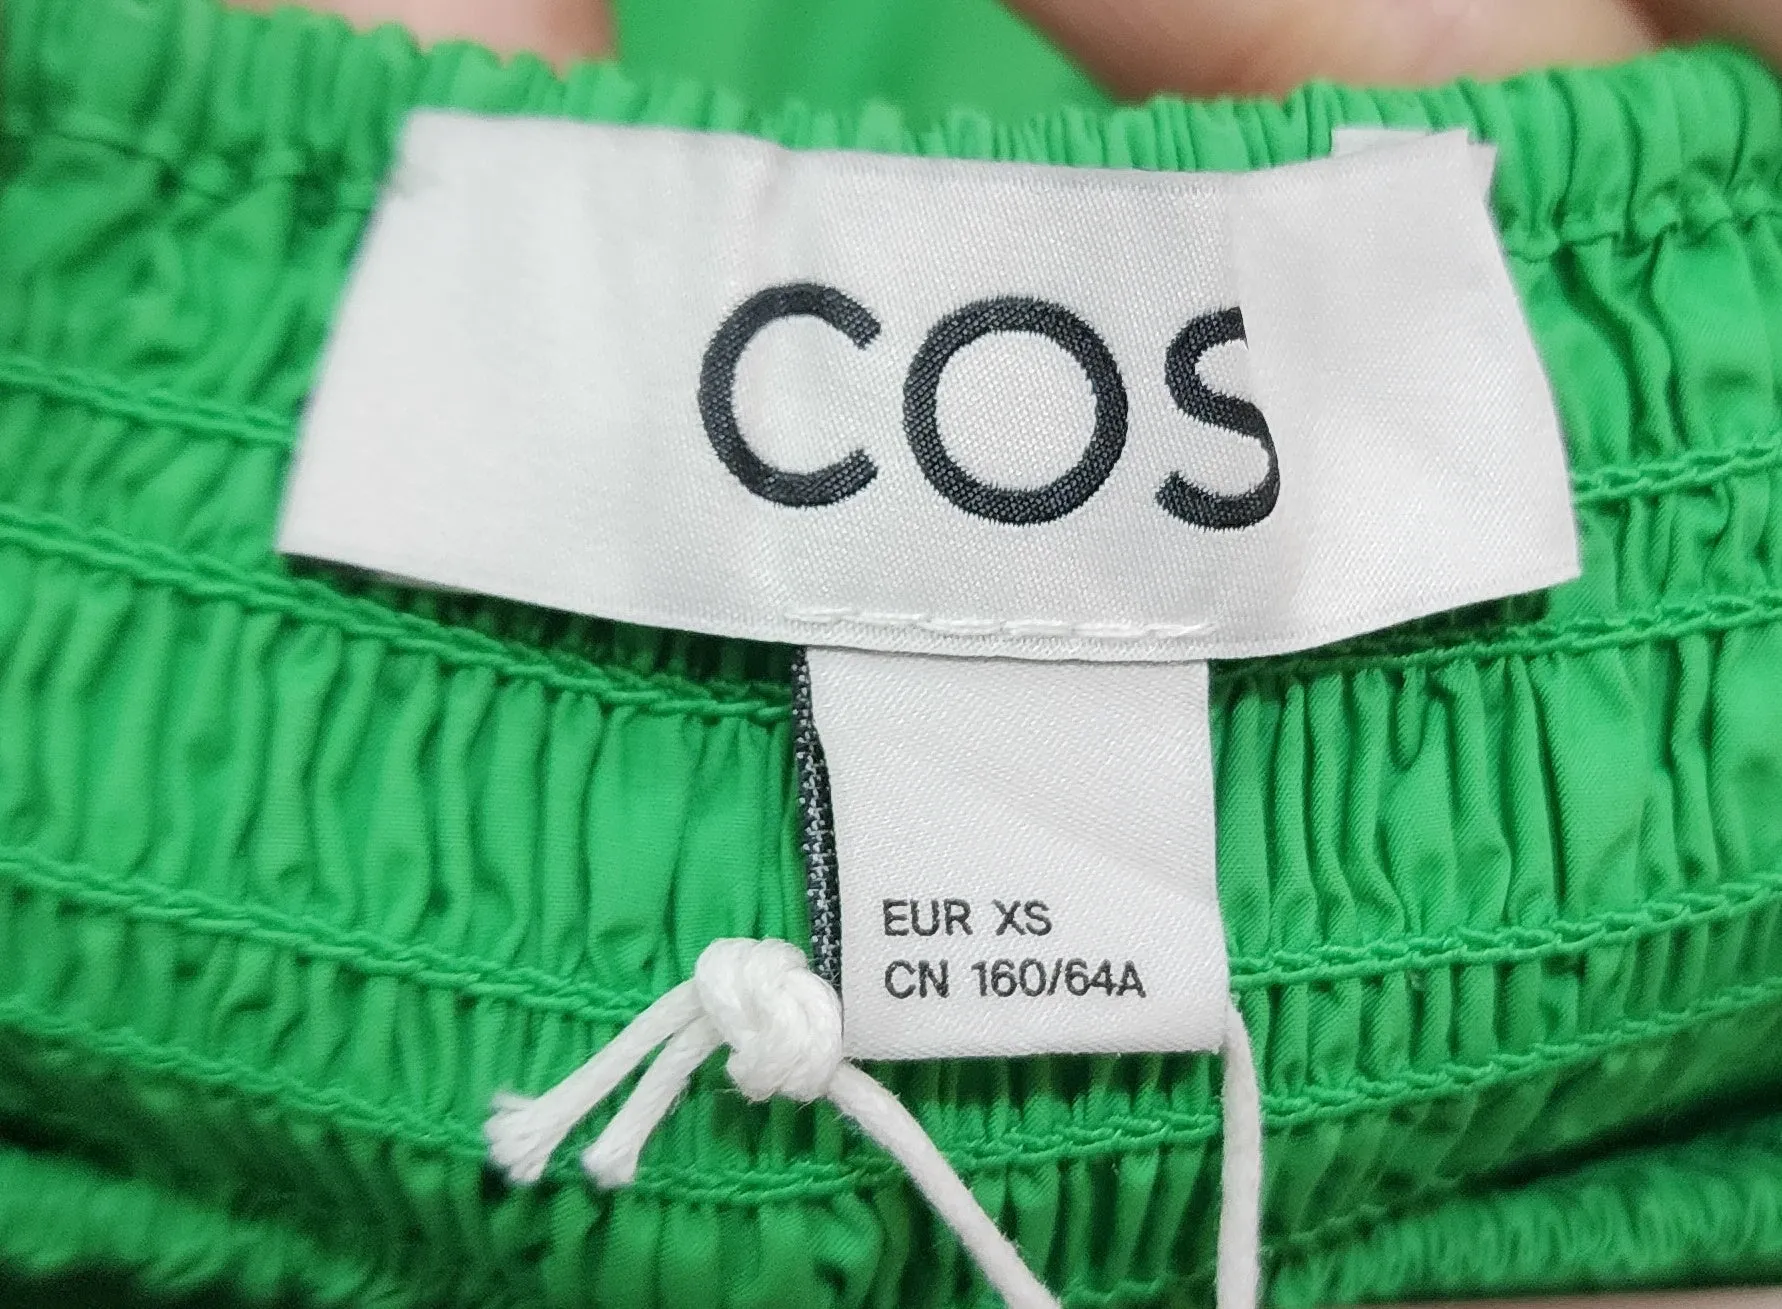 COS
EUR XS
CN 160/64A